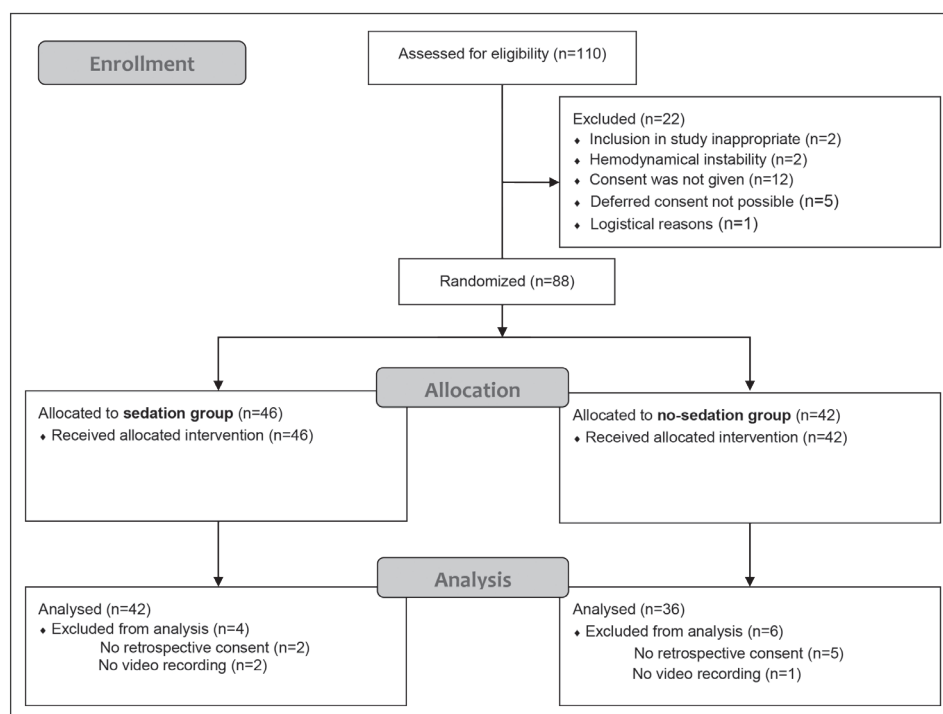 Enrollment
Assessed for eligibility (n=110)
Excluded (n=22)
⬧ Inclusion in study inappropriate (n=2)
⬧ Hemodynamical instability (n=2)
⬧ Consent was not given (n=12)
⬧ Deferred consent not possible (n=5)
⬧ Logistical reasons (n=1)
Randomized (n=88)
Allocation
Allocated to sedation group (n=46)
⬧ Received allocated intervention (n=46)
Allocated to no-sedation group (n=42)
⬧ Received allocated intervention (n=42)
Analysis
Analysed (n=42)
⬧ Excluded from analysis (n=4)
No retrospective consent (n=2)
No video recording (n=2)
Analysed (n=36)
⬧ Excluded from analysis (n=6)
No retrospective consent (n=5)
No video recording (n=1)